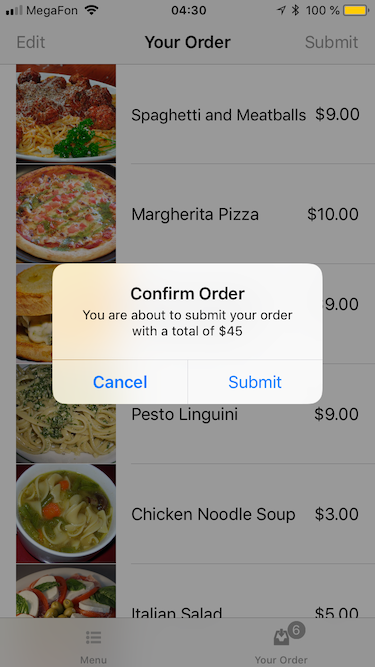 MegaFon 04:30 100 %
Edit Your Order Submit
Spaghetti and Meatballs $9.00
Margherita Pizza $10.00
9.00
Confirm Order
You are about to submit your order
with a total of $45
Cancel Submit
Pesto Linguini $9.00
Chicken Noodle Soup $3.00
Italian Salad $5.00
6
Menu Your Order